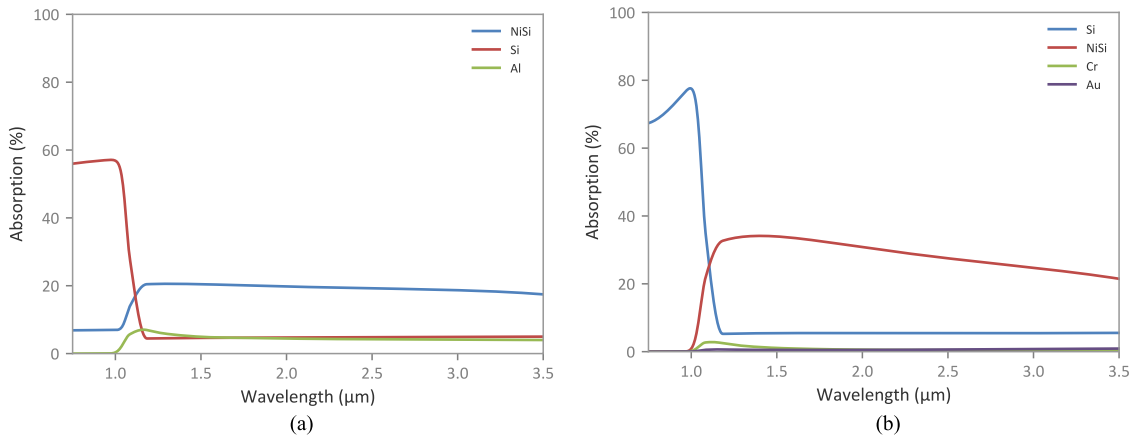 100
80
60
40
20
0
Absorption (%)
NiSi
Si
Al
1.0 1.5 2.0 2.5 3.0 3.5
Wavelength (μm)
(a)
100
80
60
40
20
0
Absorption (%)
Si
NiSi
Cr
Au
1.0 1.5 2.0 2.5 3.0 3.5
Wavelength (μm)
(b)